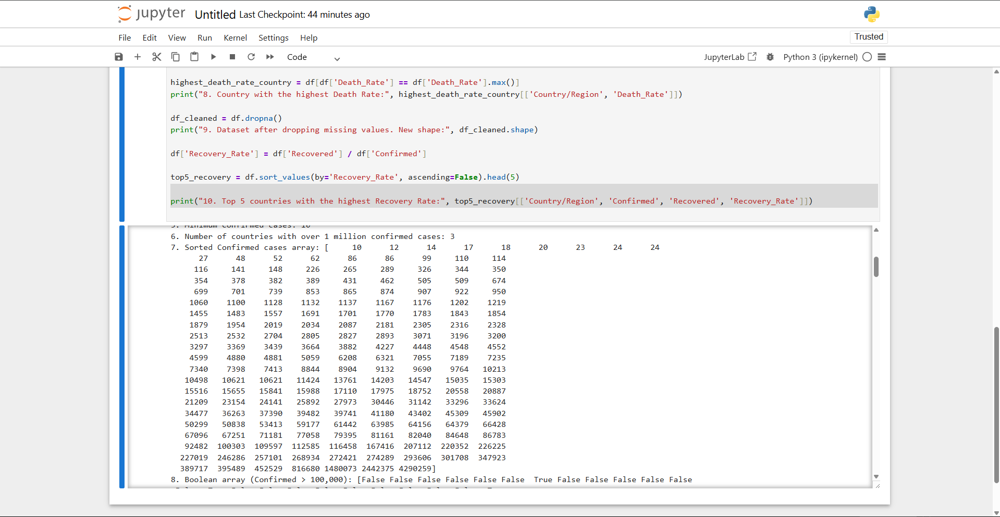 jupyter Untitled Last Checkpoint: 44 minutes ago
File Edit View Run Kernel Settings Help Trusted
Code JupyterLab Python 3 (ipykernel)
highest_death_rate_country = df[df['Death_Rate'] == df['Death_Rate'].max()]
print("8. Country with the highest Death Rate:", highest_death_rate_country[['Country/Region', 'Death_Rate']])
df_cleaned = df.dropna()
print("9. Dataset after dropping missing values. New shape:", df_cleaned.shape)
df['Recovery_Rate'] = df['Recovered'] / df['Confirmed']
top5_recovery = df.sort_values(by='Recovery_Rate', ascending=False).head(5)
print("10. Top 5 countries with the highest Recovery Rate:", top5_recovery[['Country/Region', 'Confirmed', 'Recovered', 'Recovery_Rate']])
5. Minimum Confirmed cases: 10
6. Number of countries with over 1 million confirmed cases: 3
7. Sorted Confirmed cases array: [ 10 12 14 17 18 20 23 24 24
27 48 52 62 86 86 99 110 114
116 141 148 226 265 289 326 344 350
354 378 382 389 431 462 505 509 674
699 701 739 853 865 874 907 922 950
1060 1100 1128 1132 1137 1167 1176 1202 1219
1455 1483 1557 1691 1701 1770 1783 1843 1854
1879 1954 2019 2034 2087 2181 2305 2316 2328
2513 2532 2704 2805 2827 2893 3071 3196 3200
3297 3369 3439 3664 3882 4227 4448 4548 4552
4599 4880 4881 5059 6208 6321 7055 7189 7235
7340 7398 7413 8844 8904 9132 9690 9764 10213
10498 10621 10621 11424 13761 14203 14547 15035 15303
15516 15655 15841 15988 17110 17975 18752 20558 20887
21209 23154 24141 25892 27973 30446 31142 33296 33624
34477 36263 37390 39482 39741 41180 43402 45309 45902
50299 50838 53413 59177 61442 63985 64156 64379 66428
67096 67251 71181 77058 79395 81161 82040 84648 86783
92482 100303 109597 112585 116458 167416 207112 220352 226225
227019 246286 257101 268934 272421 274289 293606 301708 347923
389717 395489 452529 816680 1480073 2442375 4290259]
8. Boolean array (Confirmed > 100,000): [False False False False False False True False False False False False